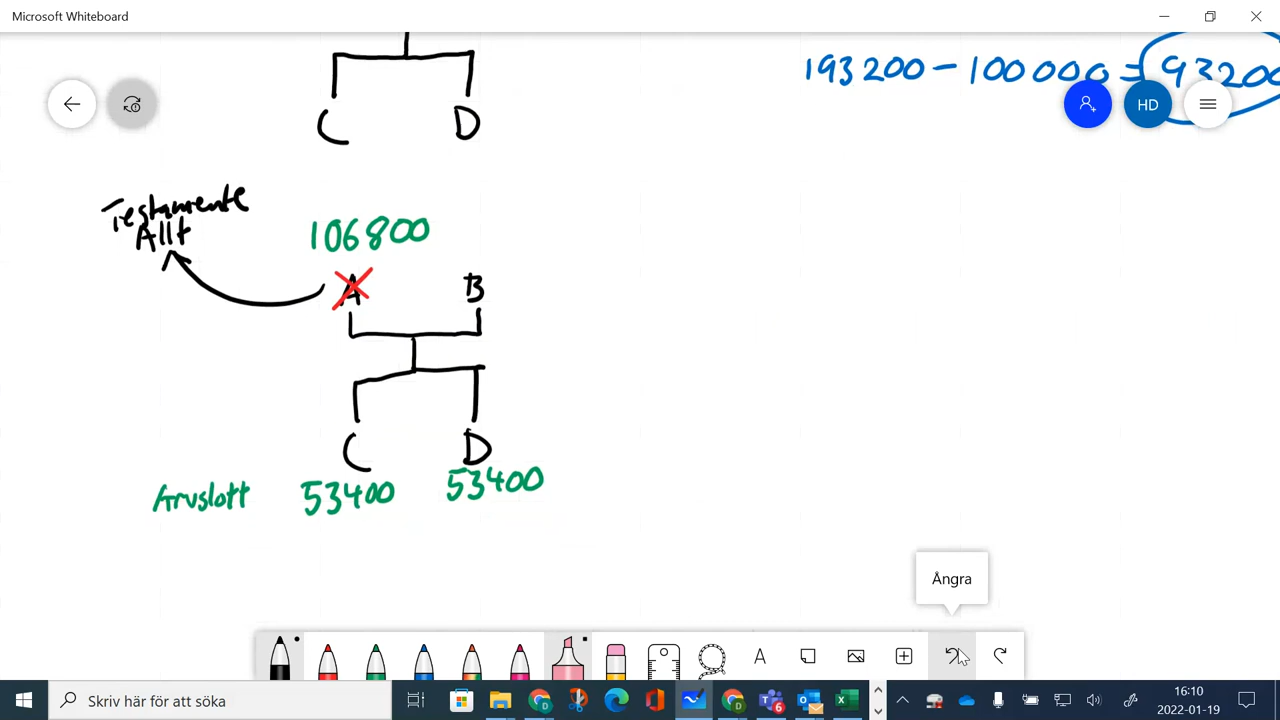 Microsoft Whiteboard
193200 - 100000 = 93200
HD
C D
Testamente
Allt
106800
A B
C D
Arvslott 53400 53400
Ångra
A
Skriv här för att söka
6
16:10
2022-01-19